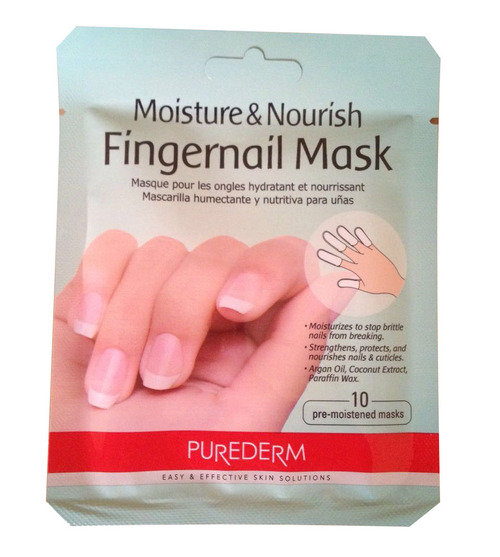 Moisture & Nourish
Fingernail Mask
Masque pour les ongles hydratant et nourrissant
Mascarilla humectante y nutritiva para uñas
• Moisturizes to stop brittle
nails from breaking.
• Strengthens, protects, and
nourishes nails & cuticles.
• Argan Oil, Coconut Extract,
Paraffin Wax.
10
pre-moistened masks
PUREDERM
EASY & EFFECTIVE SKIN SOLUTIONS